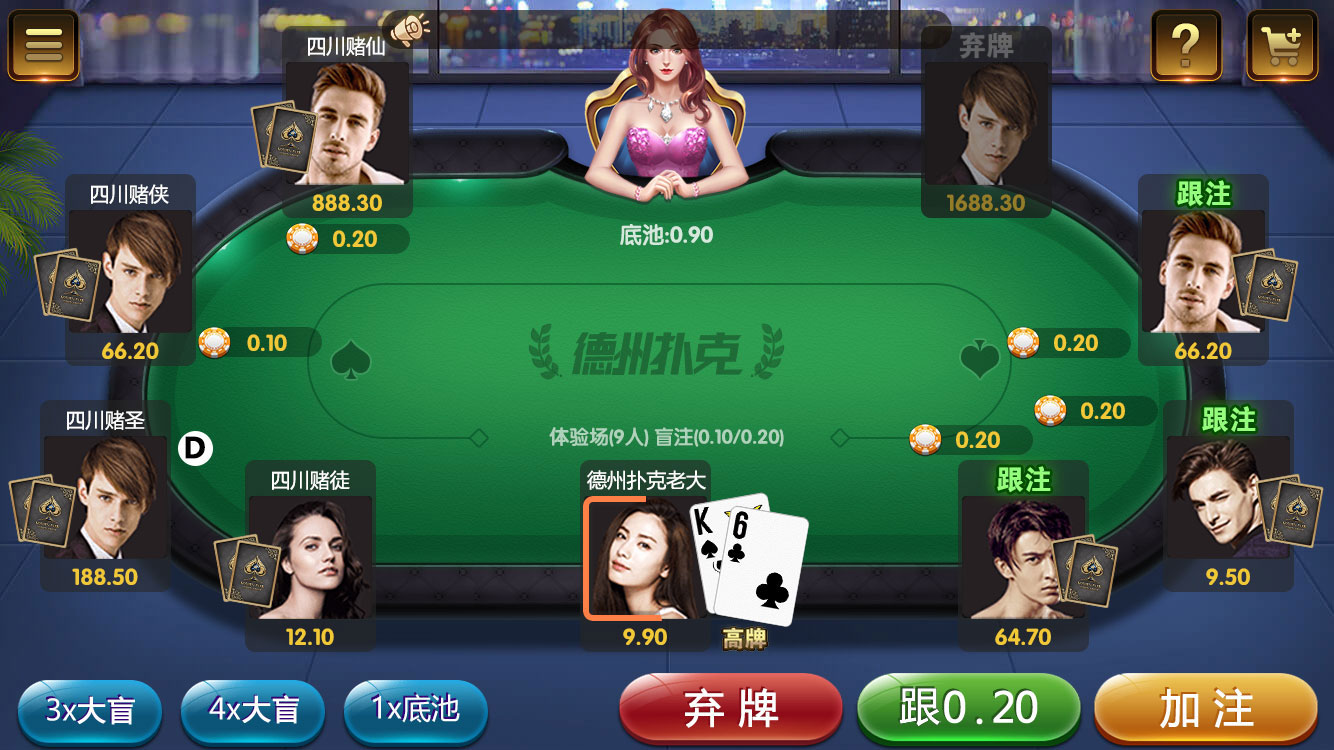 四川赌仙
弃牌
?
888.30
1688.30
四川赌侠
跟注
0.20
底池:0.90
66.20
66.20
0.10
0.20
德州扑克
四川赌圣
跟注
0.20
D
体验场(9人) 盲注(0.10/0.20)
0.20
四川赌徒
德州扑克老大
跟注
K
6
188.50
9.50
12.10
9.90
高牌
64.70
3x大盲
4x大盲
1x底池
弃牌
跟0.20
加注